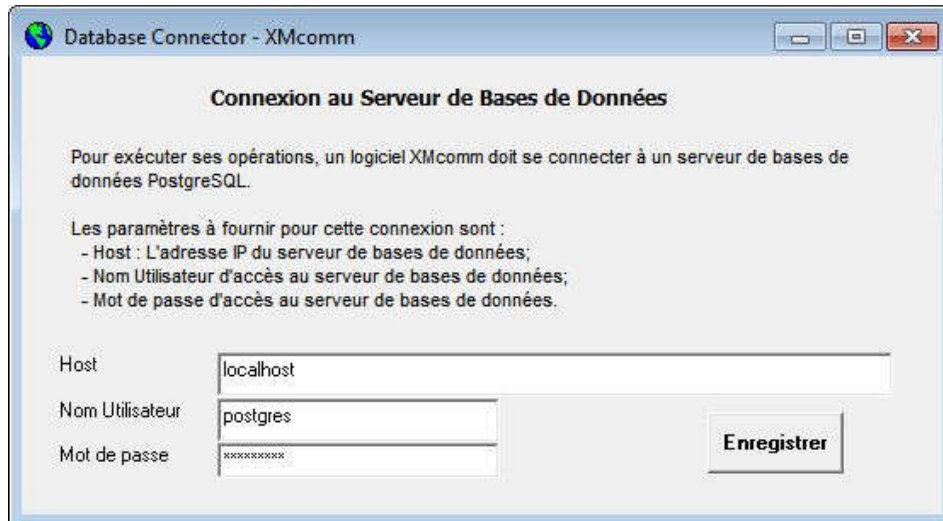 Database Connector - XMcomm
Connexion au Serveur de Bases de Données
Pour exécuter ses opérations, un logiciel XMcomm doit se connecter à un serveur de bases de
données PostgreSQL.
Les paramètres à fournir pour cette connexion sont :
- Host : L'adresse IP du serveur de bases de données;
- Nom Utilisateur d'accès au serveur de bases de données;
- Mot de passe d'accès au serveur de bases de données.
Host
localhost
Nom Utilisateur
postgres
Mot de passe
×××××××××
Enregistrer